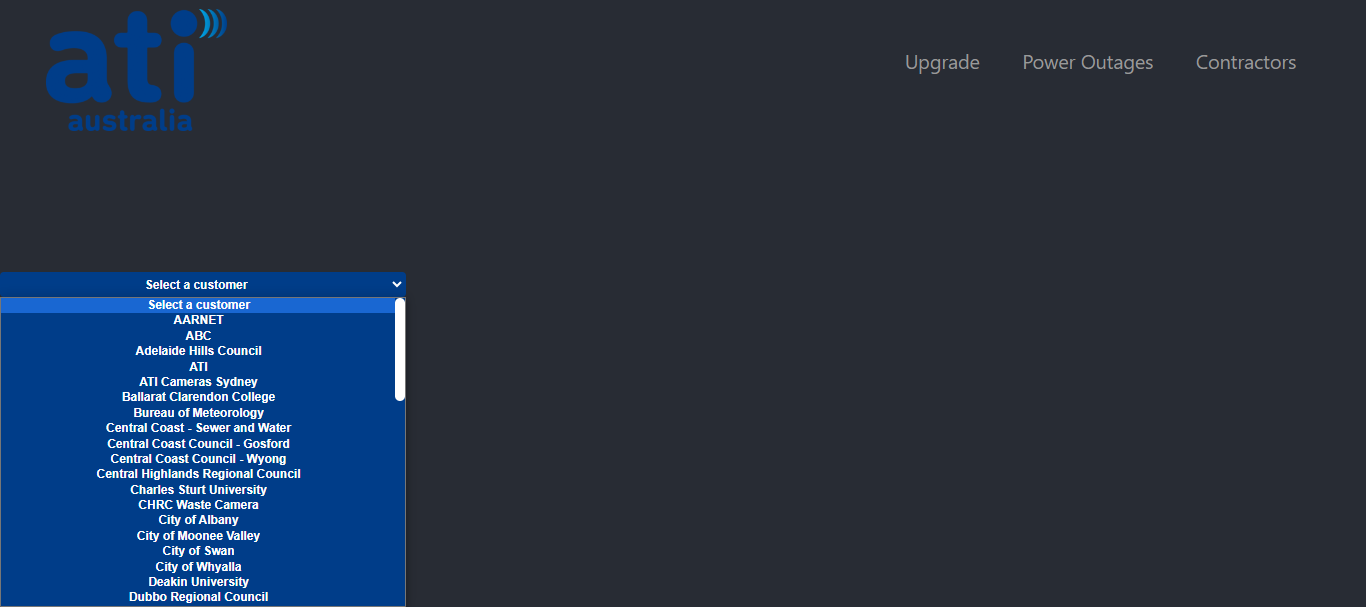 ati
australia
Upgrade
Power Outages
Contractors
Select a customer
Select a customer
AARNET
ABC
Adelaide Hills Council
ATI
ATI Cameras Sydney
Ballarat Clarendon College
Bureau of Meteorology
Central Coast - Sewer and Water
Central Coast Council - Gosford
Central Coast Council - Wyong
Central Highlands Regional Council
Charles Sturt University
CHRC Waste Camera
City of Albany
City of Moonee Valley
City of Swan
City of Whyalla
Deakin University
Dubbo Regional Council